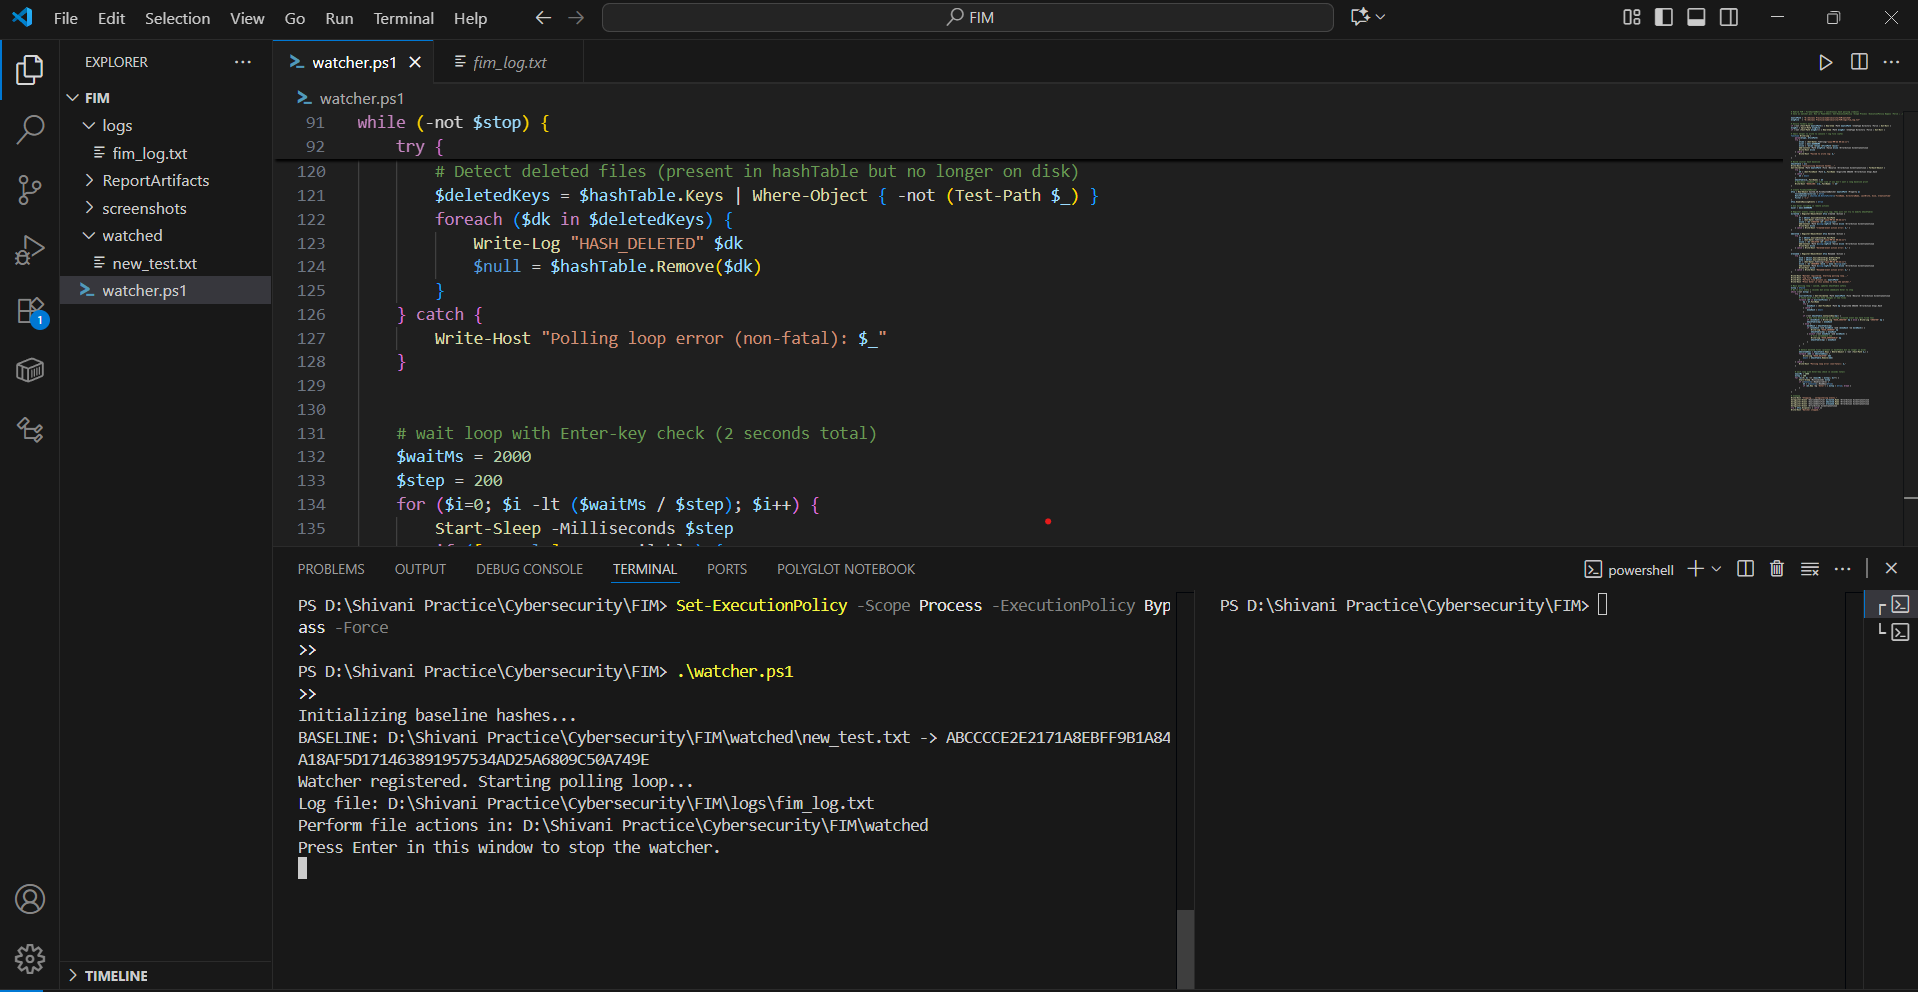 File Edit Selection View Go Run Terminal Help
FIM
EXPLORER
FIM
logs
fim_log.txt
ReportArtifacts
screenshots
watched
new_test.txt
watcher.ps1
1
TIMELINE
watcher.ps1
fim_log.txt
watcher.ps1
91 while (-not $stop) {
92 try {
120 # Detect deleted files (present in hashTable but no longer on disk)
121 $deletedKeys = $hashTable.Keys | Where-Object { -not (Test-Path $_) }
122 foreach ($dk in $deletedKeys) {
123 Write-Log "HASH_DELETED" $dk
124 $null = $hashTable.Remove($dk)
125 }
126 } catch {
127 Write-Host "Polling loop error (non-fatal): $_"
128 }
129
130
131 # wait loop with Enter-key check (2 seconds total)
132 $waitMs = 2000
133 $step = 200
134 for ($i=0; $i -lt ($waitMs / $step); $i++) {
135 Start-Sleep -Milliseconds $step
PROBLEMS OUTPUT DEBUG CONSOLE TERMINAL PORTS POLYGLOT NOTEBOOK
powershell
PS D:\Shivani Practice\Cybersecurity\FIM> Set-ExecutionPolicy -Scope Process -ExecutionPolicy Byp
ass -Force
>>
PS D:\Shivani Practice\Cybersecurity\FIM> .\watcher.ps1
>>
Initializing baseline hashes...
BASELINE: D:\Shivani Practice\Cybersecurity\FIM\watched\new_test.txt -> ABCCCCE2E2171A8EBFF9B1A84
A18AF5D171463891957534AD25A6809C50A749E
Watcher registered. Starting polling loop...
Log file: D:\Shivani Practice\Cybersecurity\FIM\logs\fim_log.txt
Perform file actions in: D:\Shivani Practice\Cybersecurity\FIM\watched
Press Enter in this window to stop the watcher.
PS D:\Shivani Practice\Cybersecurity\FIM>